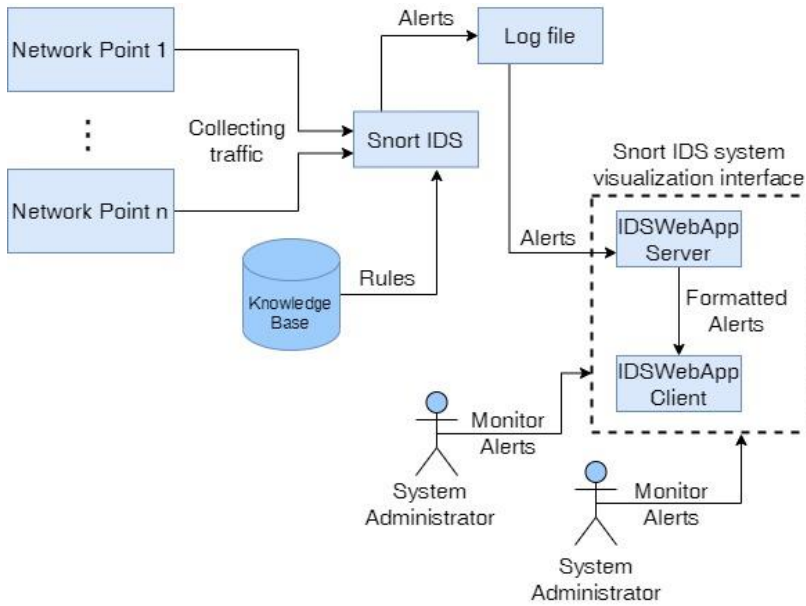 Network Point 1
Alerts
Log file
Collecting
traffic
Snort IDS
Network Point n
Snort IDS system
visualization interface
IDSWebApp
Server
Alerts
Rules
Knowledge
Base
Formatted
Alerts
IDSWebApp
Client
Monitor
Alerts
System
Administrator
Monitor
Alerts
System
Administrator